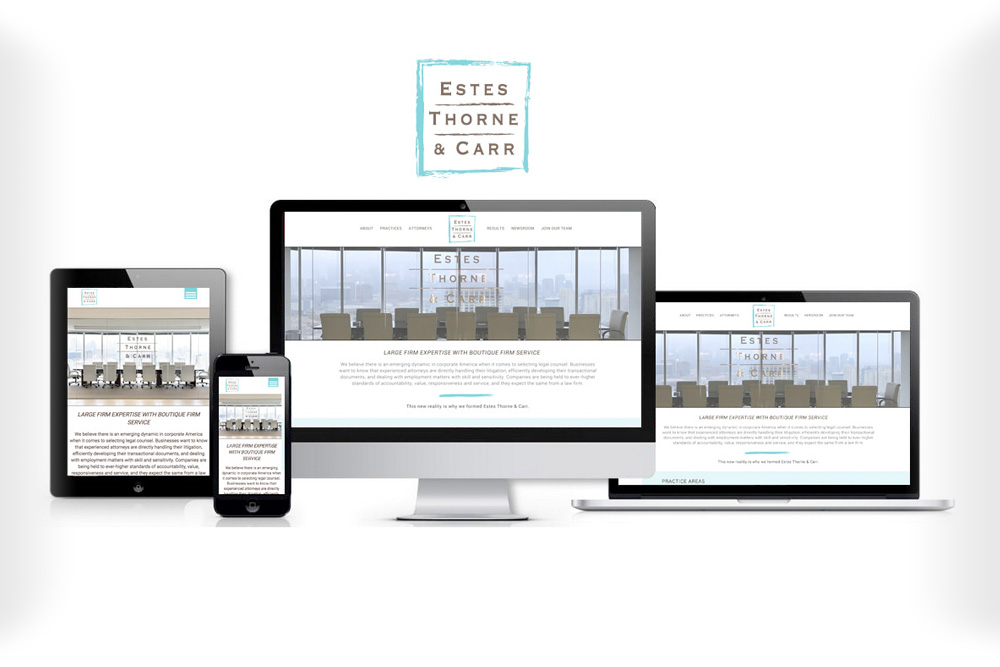 ESTES
THORNE
& CARR
ABOUT PRACTICES ATTORNEYS
ESTES
THORNE
& CARR
RESULTS NEWSROOM JOIN OUR TEAM
ESTES
THORNE
& CARR
LARGE FIRM EXPERTISE WITH BOUTIQUE FIRM SERVICE
We believe there is an emerging dynamic in corporate America when it comes to selecting legal counsel. Businesses
want to know that experienced attorneys are directly handling their litigation, efficiently developing their transactional
documents, and dealing with employment matters with skill and sensitivity. Companies are being held to ever-higher
standards of accountability, value, responsiveness and service, and they expect the same from a law firm.
This new reality is why we formed Estes Thorne & Carr.
ESTES
THORNE
& CARR
ESTES
THORNE
& CARR
LARGE FIRM EXPERTISE WITH BOUTIQUE FIRM
SERVICE
We believe there is an emerging dynamic in corporate America
when it comes to selecting legal counsel. Businesses want to know
that experienced attorneys are directly handling their litigation,
efficiently developing their transactional documents, and dealing
with employment matters with skill and sensitivity. Companies are
being held to ever-higher standards of accountability, value,
responsiveness and service, and they expect the same from a law
LARGE FIRM EXPERTISE
WITH BOUTIQUE FIRM
SERVICE
We believe there is an emerging
dynamic in corporate America when
it comes to selecting legal counsel.
Businesses want to know that
experienced attorneys are directly
ABOUT PRACTICES ATTORNEYS
ESTES
THORNE
& CARR
RESULTS NEWSROOM JOIN OUR TEAM
ESTES
THORNE
& CARR
LARGE FIRM EXPERTISE WITH BOUTIQUE FIRM SERVICE
We believe there is an emerging dynamic in corporate America when it comes to selecting legal counsel. Businesses
want to know that experienced attorneys are directly handling their litigation, efficiently developing their transactional
documents, and dealing with employment matters with skill and sensitivity. Companies are being held to ever-higher
standards of accountability, value, responsiveness and service, and they expect the same from a law firm.
This new reality is why we formed Estes Thorne & Carr.
PRACTICE AREAS